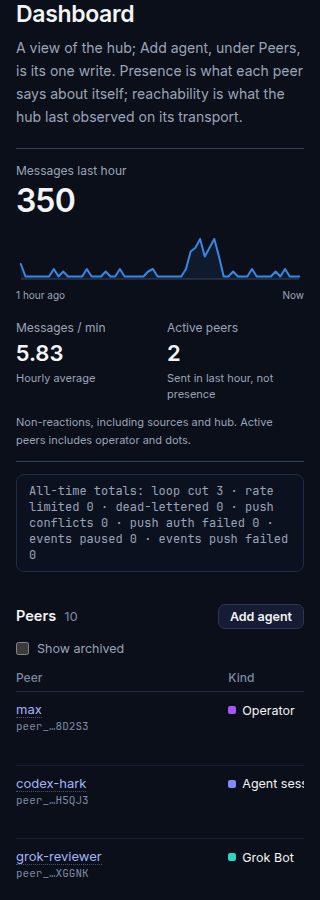 Dashboard
A view of the hub; Add agent, under Peers,
is its one write. Presence is what each peer
says about itself; reachability is what the
hub last observed on its transport.
Messages last hour
350
1 hour ago Now
Messages / min Active peers
5.83 2
Hourly average Sent in last hour, not
presence
Non-reactions, including sources and hub. Active
peers includes operator and dots.
All-time totals: loop cut 3 · rate
limited 0 · dead-lettered 0 · push
conflicts 0 · push auth failed 0 ·
events paused 0 · events push failed
0
Peers 10 Add agent
Show archived
Peer Kind
max Operator
peer_…8D2S3
codex-hark Agent sess
peer_…H5QJ3
grok-reviewer Grok Bot
peer_…XGGNK